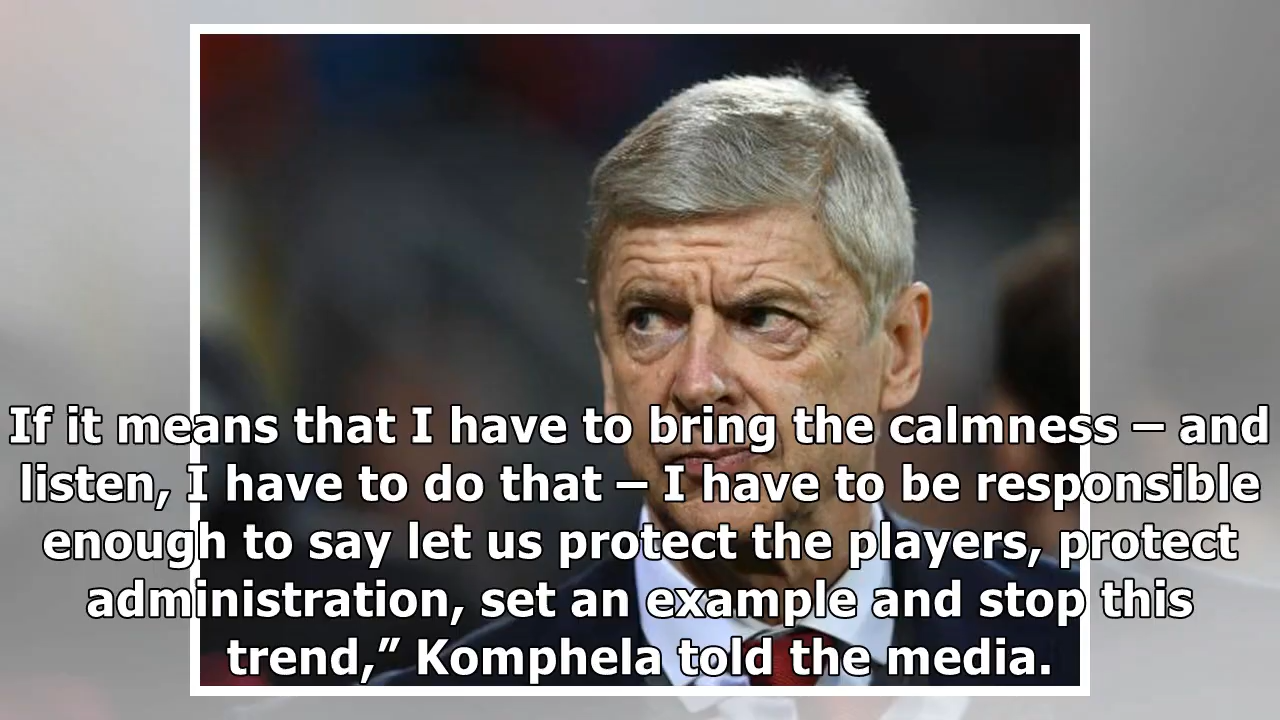 If it means that I have to bring the calmness – and
listen, I have to do that – I have to be responsible
enough to say let us protect the players, protect
administration, set an example and stop this
trend,” Komphela told the media.